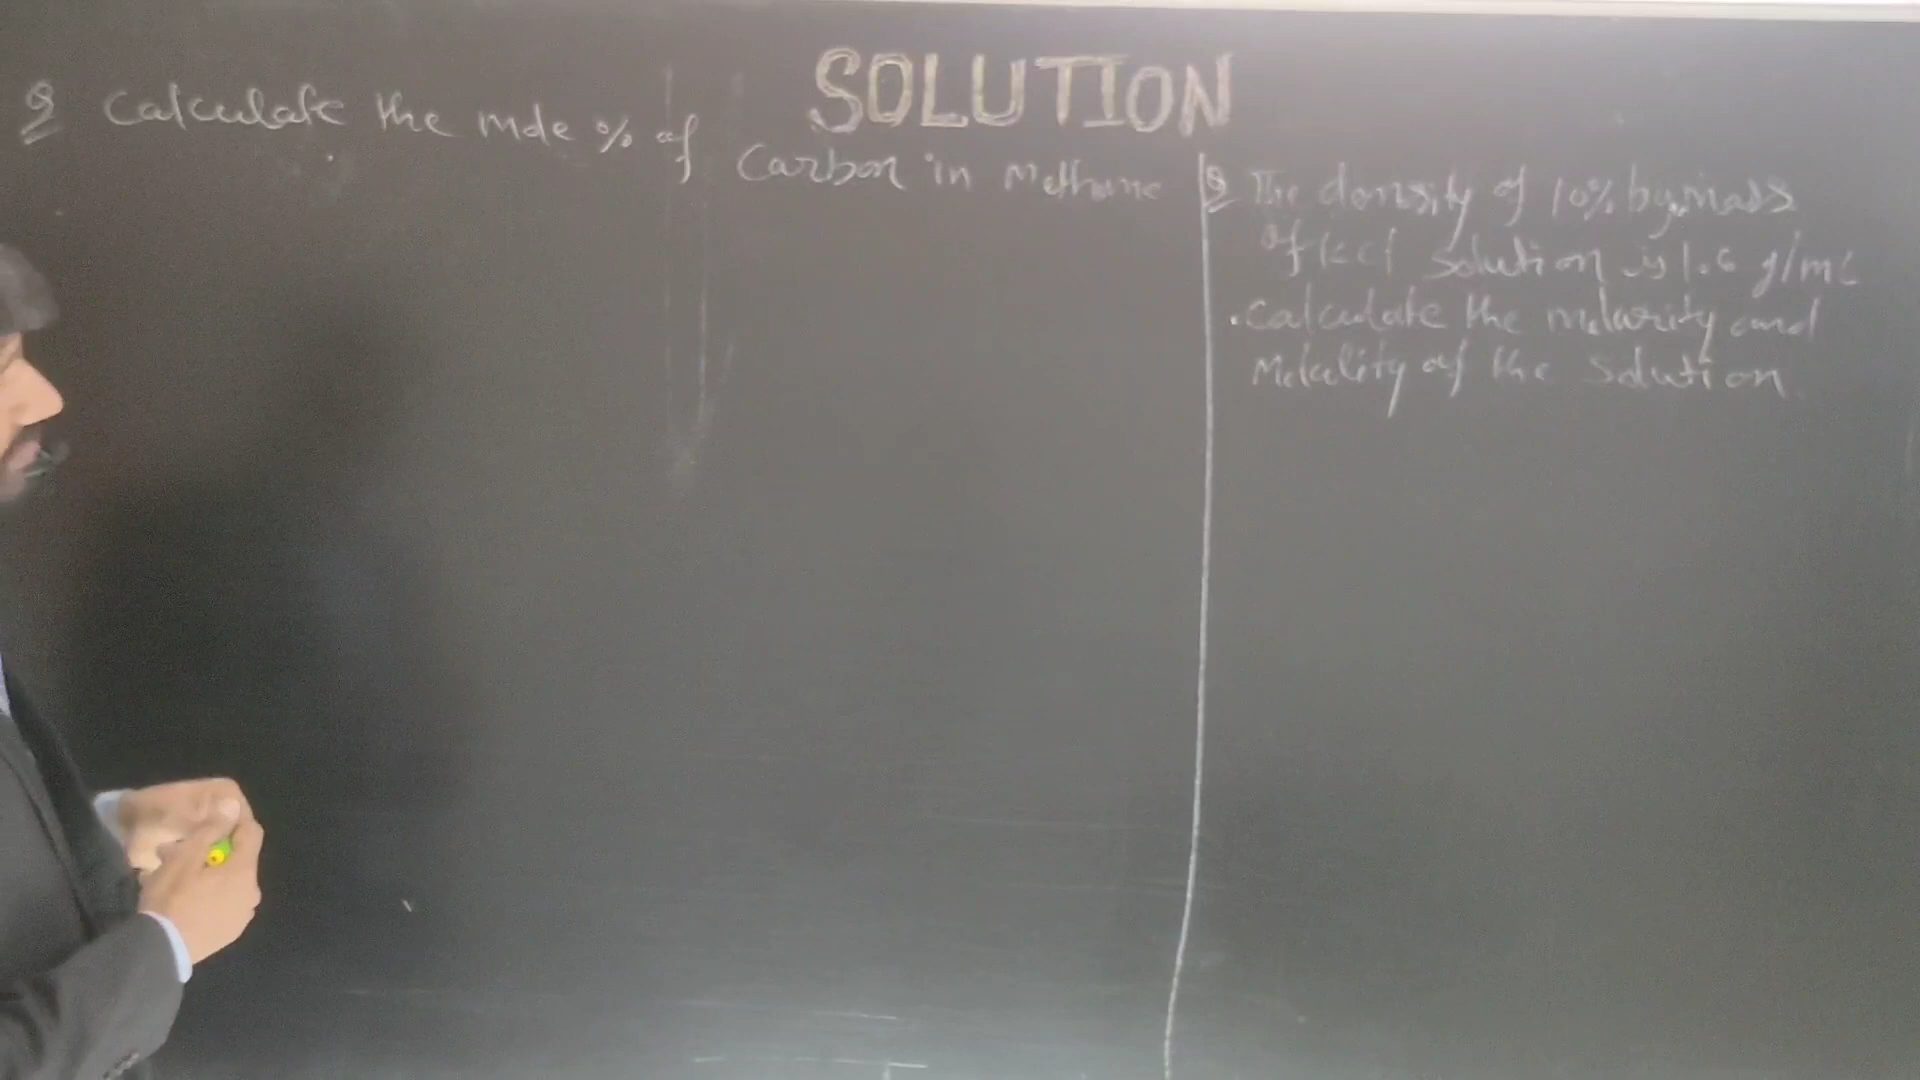 SOLUTION
Q Calculate the mole % of Carbon in Methane
Q The density of 10% by mass
of KCl Solution is 1.6 g/mL
. Calculate the molarity and
Molality of the Solution.